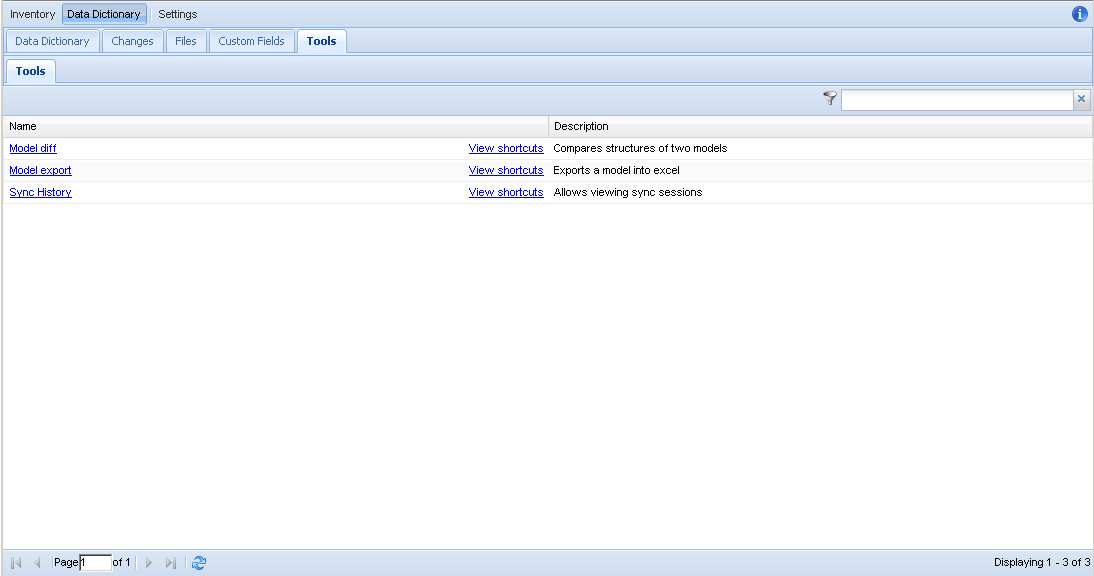 Inventory Data Dictionary Settings
Data Dictionary Changes Files Custom Fields Tools
Tools
Name Description
Model diff View shortcuts Compares structures of two models
Model export View shortcuts Exports a model into excel
Sync History View shortcuts Allows viewing sync sessions
Page 1 of 1 Displaying 1 - 3 of 3